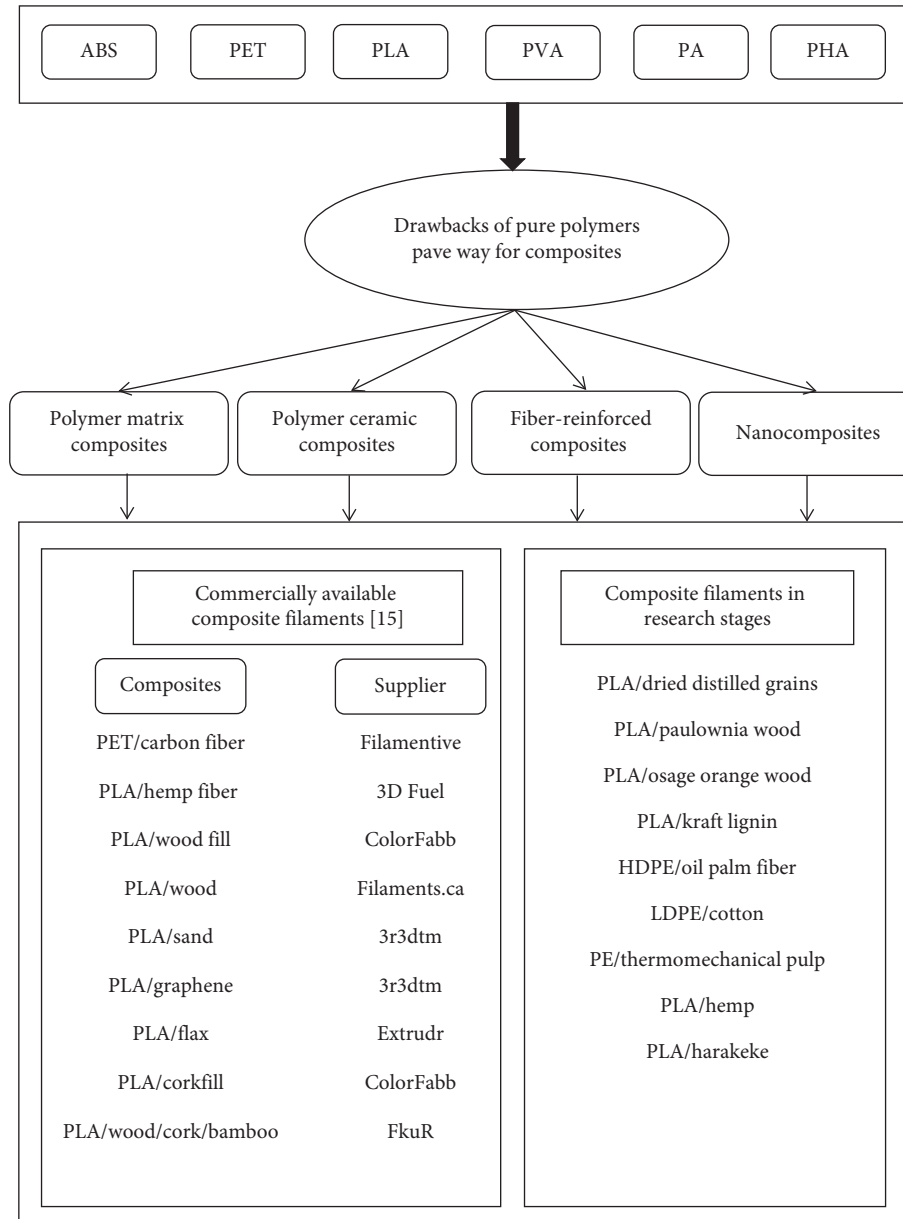 ABS PET PLA PVA PA PHA
Drawbacks of pure polymers
pave way for composites
Polymer matrix
composites
Polymer ceramic
composites
Fiber-reinforced
composites
Nanocomposites
Commercially available
composite filaments [15]
Composites Supplier
PET/carbon fiber Filamentive
PLA/hemp fiber 3D Fuel
PLA/wood fill ColorFabb
PLA/wood Filaments.ca
PLA/sand 3r3dtm
PLA/graphene 3r3dtm
PLA/flax Extrudr
PLA/corkfill ColorFabb
PLA/wood/cork/bamboo FkuR
Composite filaments in
research stages
PLA/dried distilled grains
PLA/paulownia wood
PLA/osage orange wood
PLA/kraft lignin
HDPE/oil palm fiber
LDPE/cotton
PE/thermomechanical pulp
PLA/hemp
PLA/harakeke